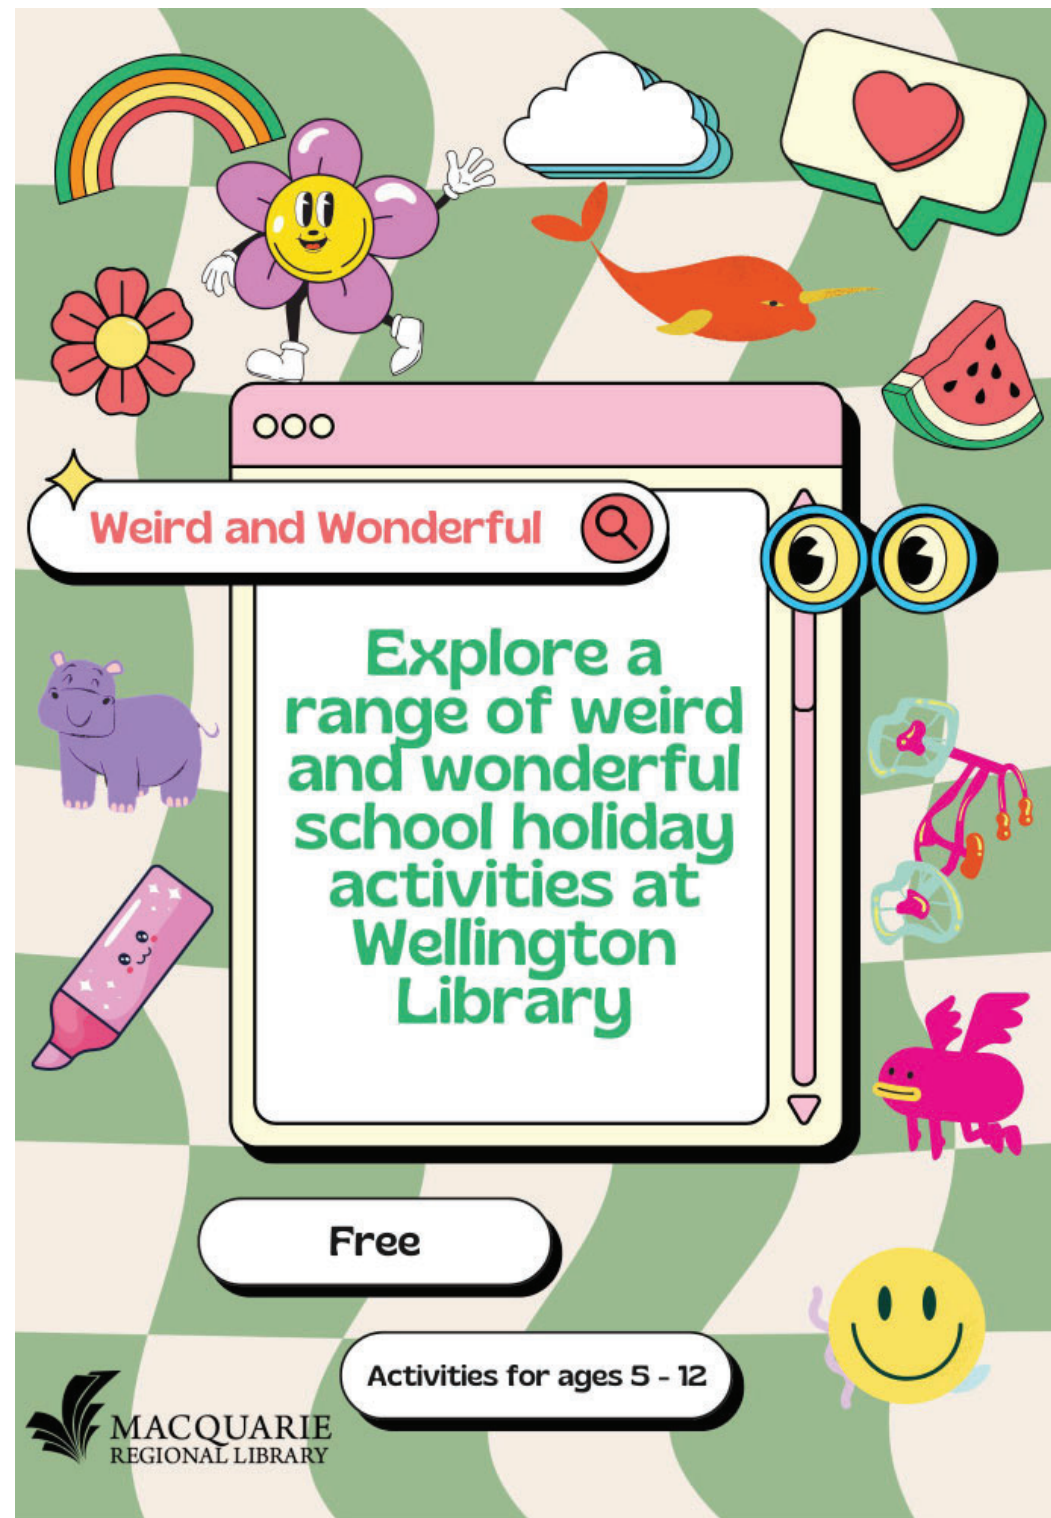 Weird and Wonderful
Explore a
range of weird
and wonderful
school holiday
activities at
Wellington
Library
Free
Activities for ages 5 - 12
MACQUARIE
REGIONAL LIBRARY